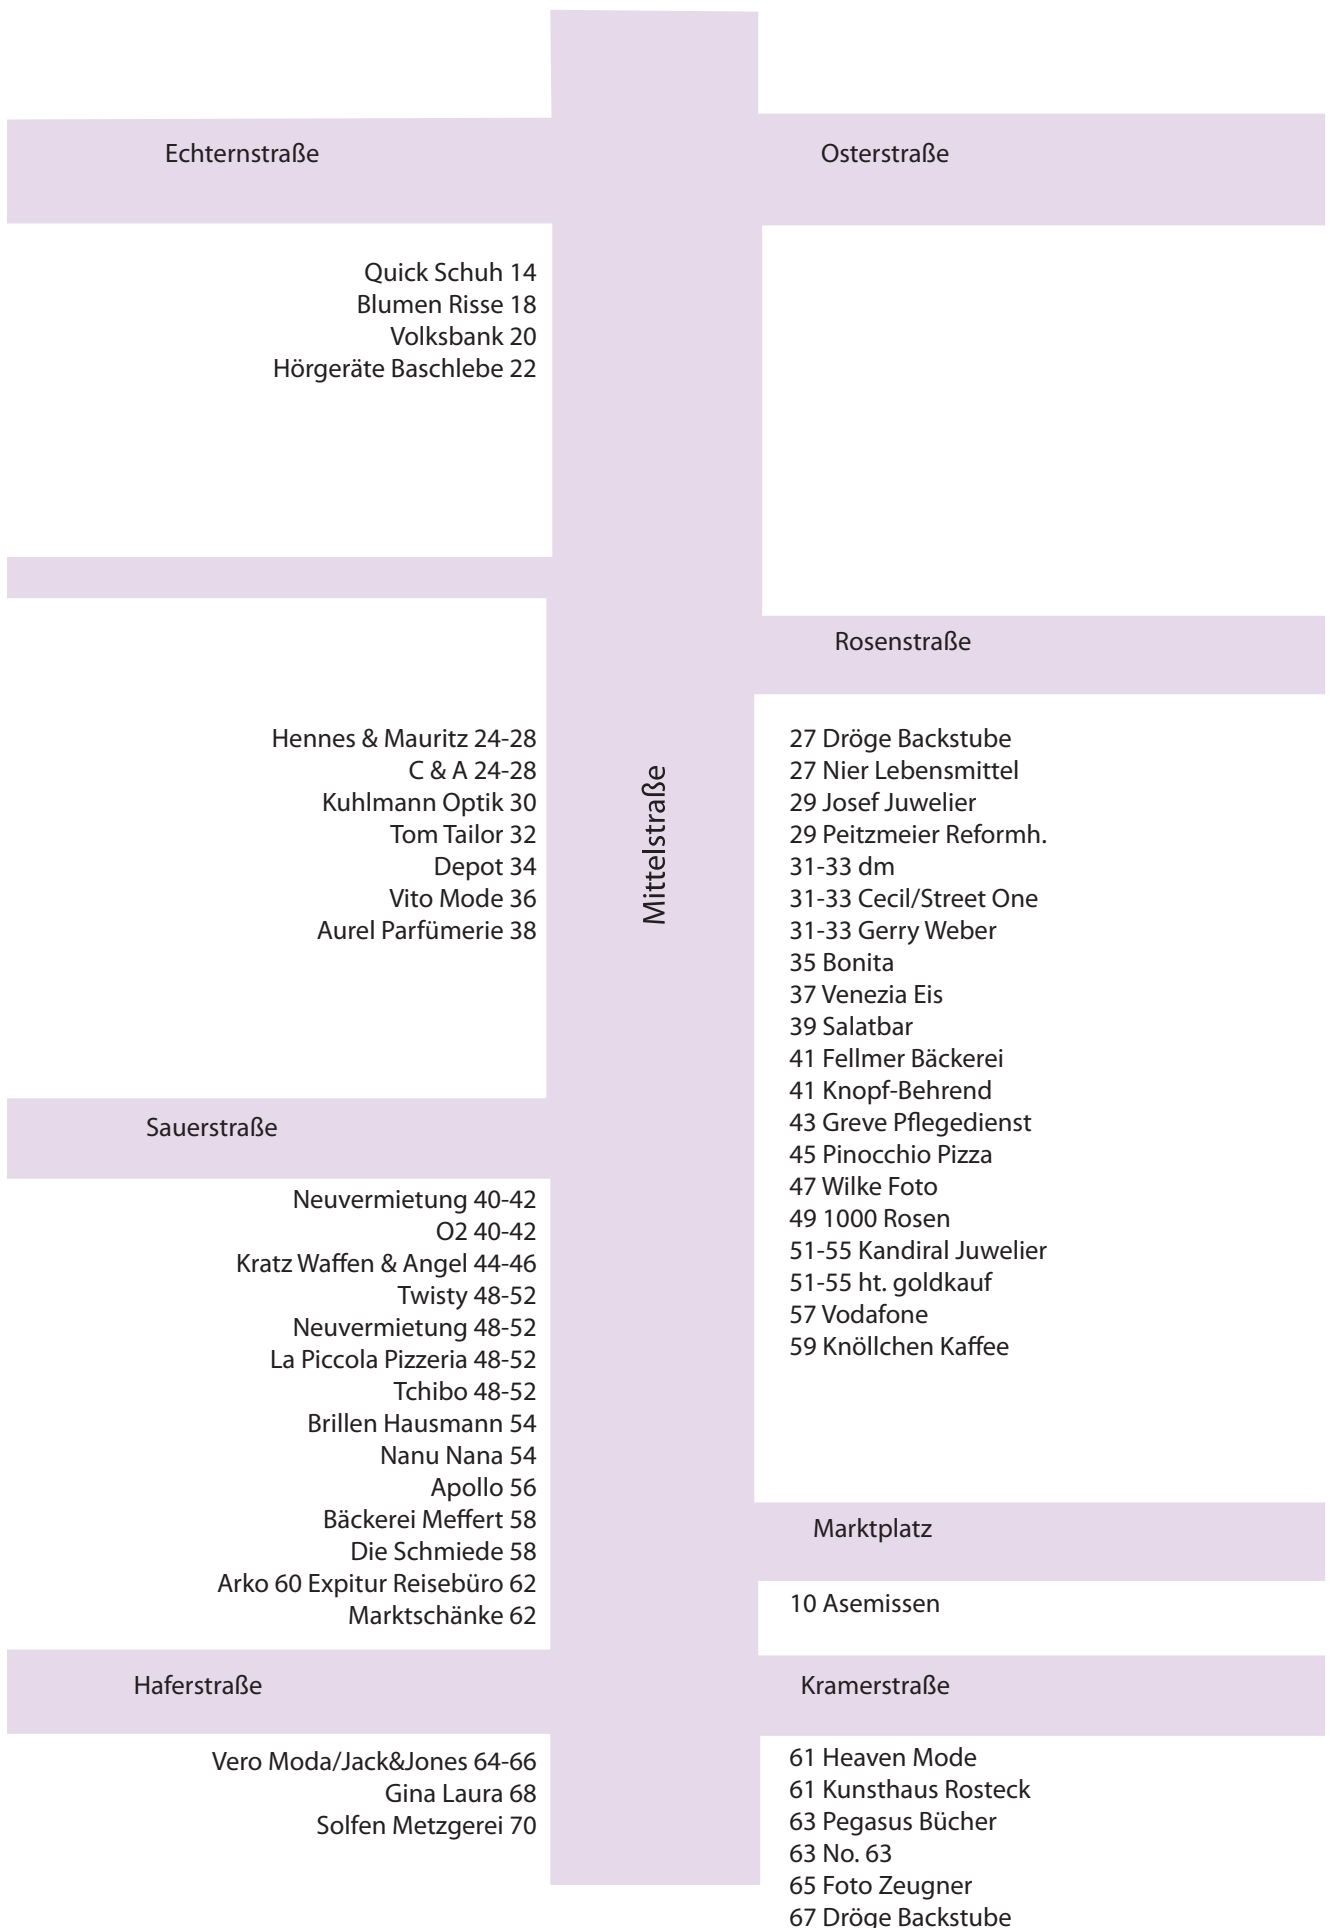 Echternstraße
Osterstraße
Quick Schuh 14
Blumen Risse 18
Volksbank 20
Hörgeräte Baschlebe 22
Rosenstraße
Hennes & Mauritz 24-28
C & A 24-28
Kuhlmann Optik 30
Tom Tailor 32
Depot 34
Vito Mode 36
Aurel Parfümerie 38
Mittelstraße
27 Dröge Backstube
27 Nier Lebensmittel
29 Josef Juwelier
29 Peitzmeier Reformh.
31-33 dm
31-33 Cecil/Street One
31-33 Gerry Weber
35 Bonita
37 Venezia Eis
39 Salatbar
41 Fellmer Bäckerei
41 Knopf-Behrend
43 Greve Pflegedienst
45 Pinocchio Pizza
47 Wilke Foto
49 1000 Rosen
51-55 Kandiral Juwelier
51-55 ht. goldkauf
57 Vodafone
59 Knöllchen Kaffee
Sauerstraße
Neuvermietung 40-42
O2 40-42
Kratz Waffen & Angel 44-46
Twisty 48-52
Neuvermietung 48-52
La Piccola Pizzeria 48-52
Tchibo 48-52
Brillen Hausmann 54
Nanu Nana 54
Apollo 56
Bäckerei Meffert 58
Die Schmiede 58
Arko 60 Expitur Reisebüro 62
Marktschänke 62
Marktplatz
10 Asemissen
Haferstraße
Kramerstraße
Vero Moda/Jack&Jones 64-66
Gina Laura 68
Solfen Metzgerei 70
61 Heaven Mode
61 Kunsthaus Rosteck
63 Pegasus Bücher
63 No. 63
65 Foto Zeugner
67 Dröge Backstube